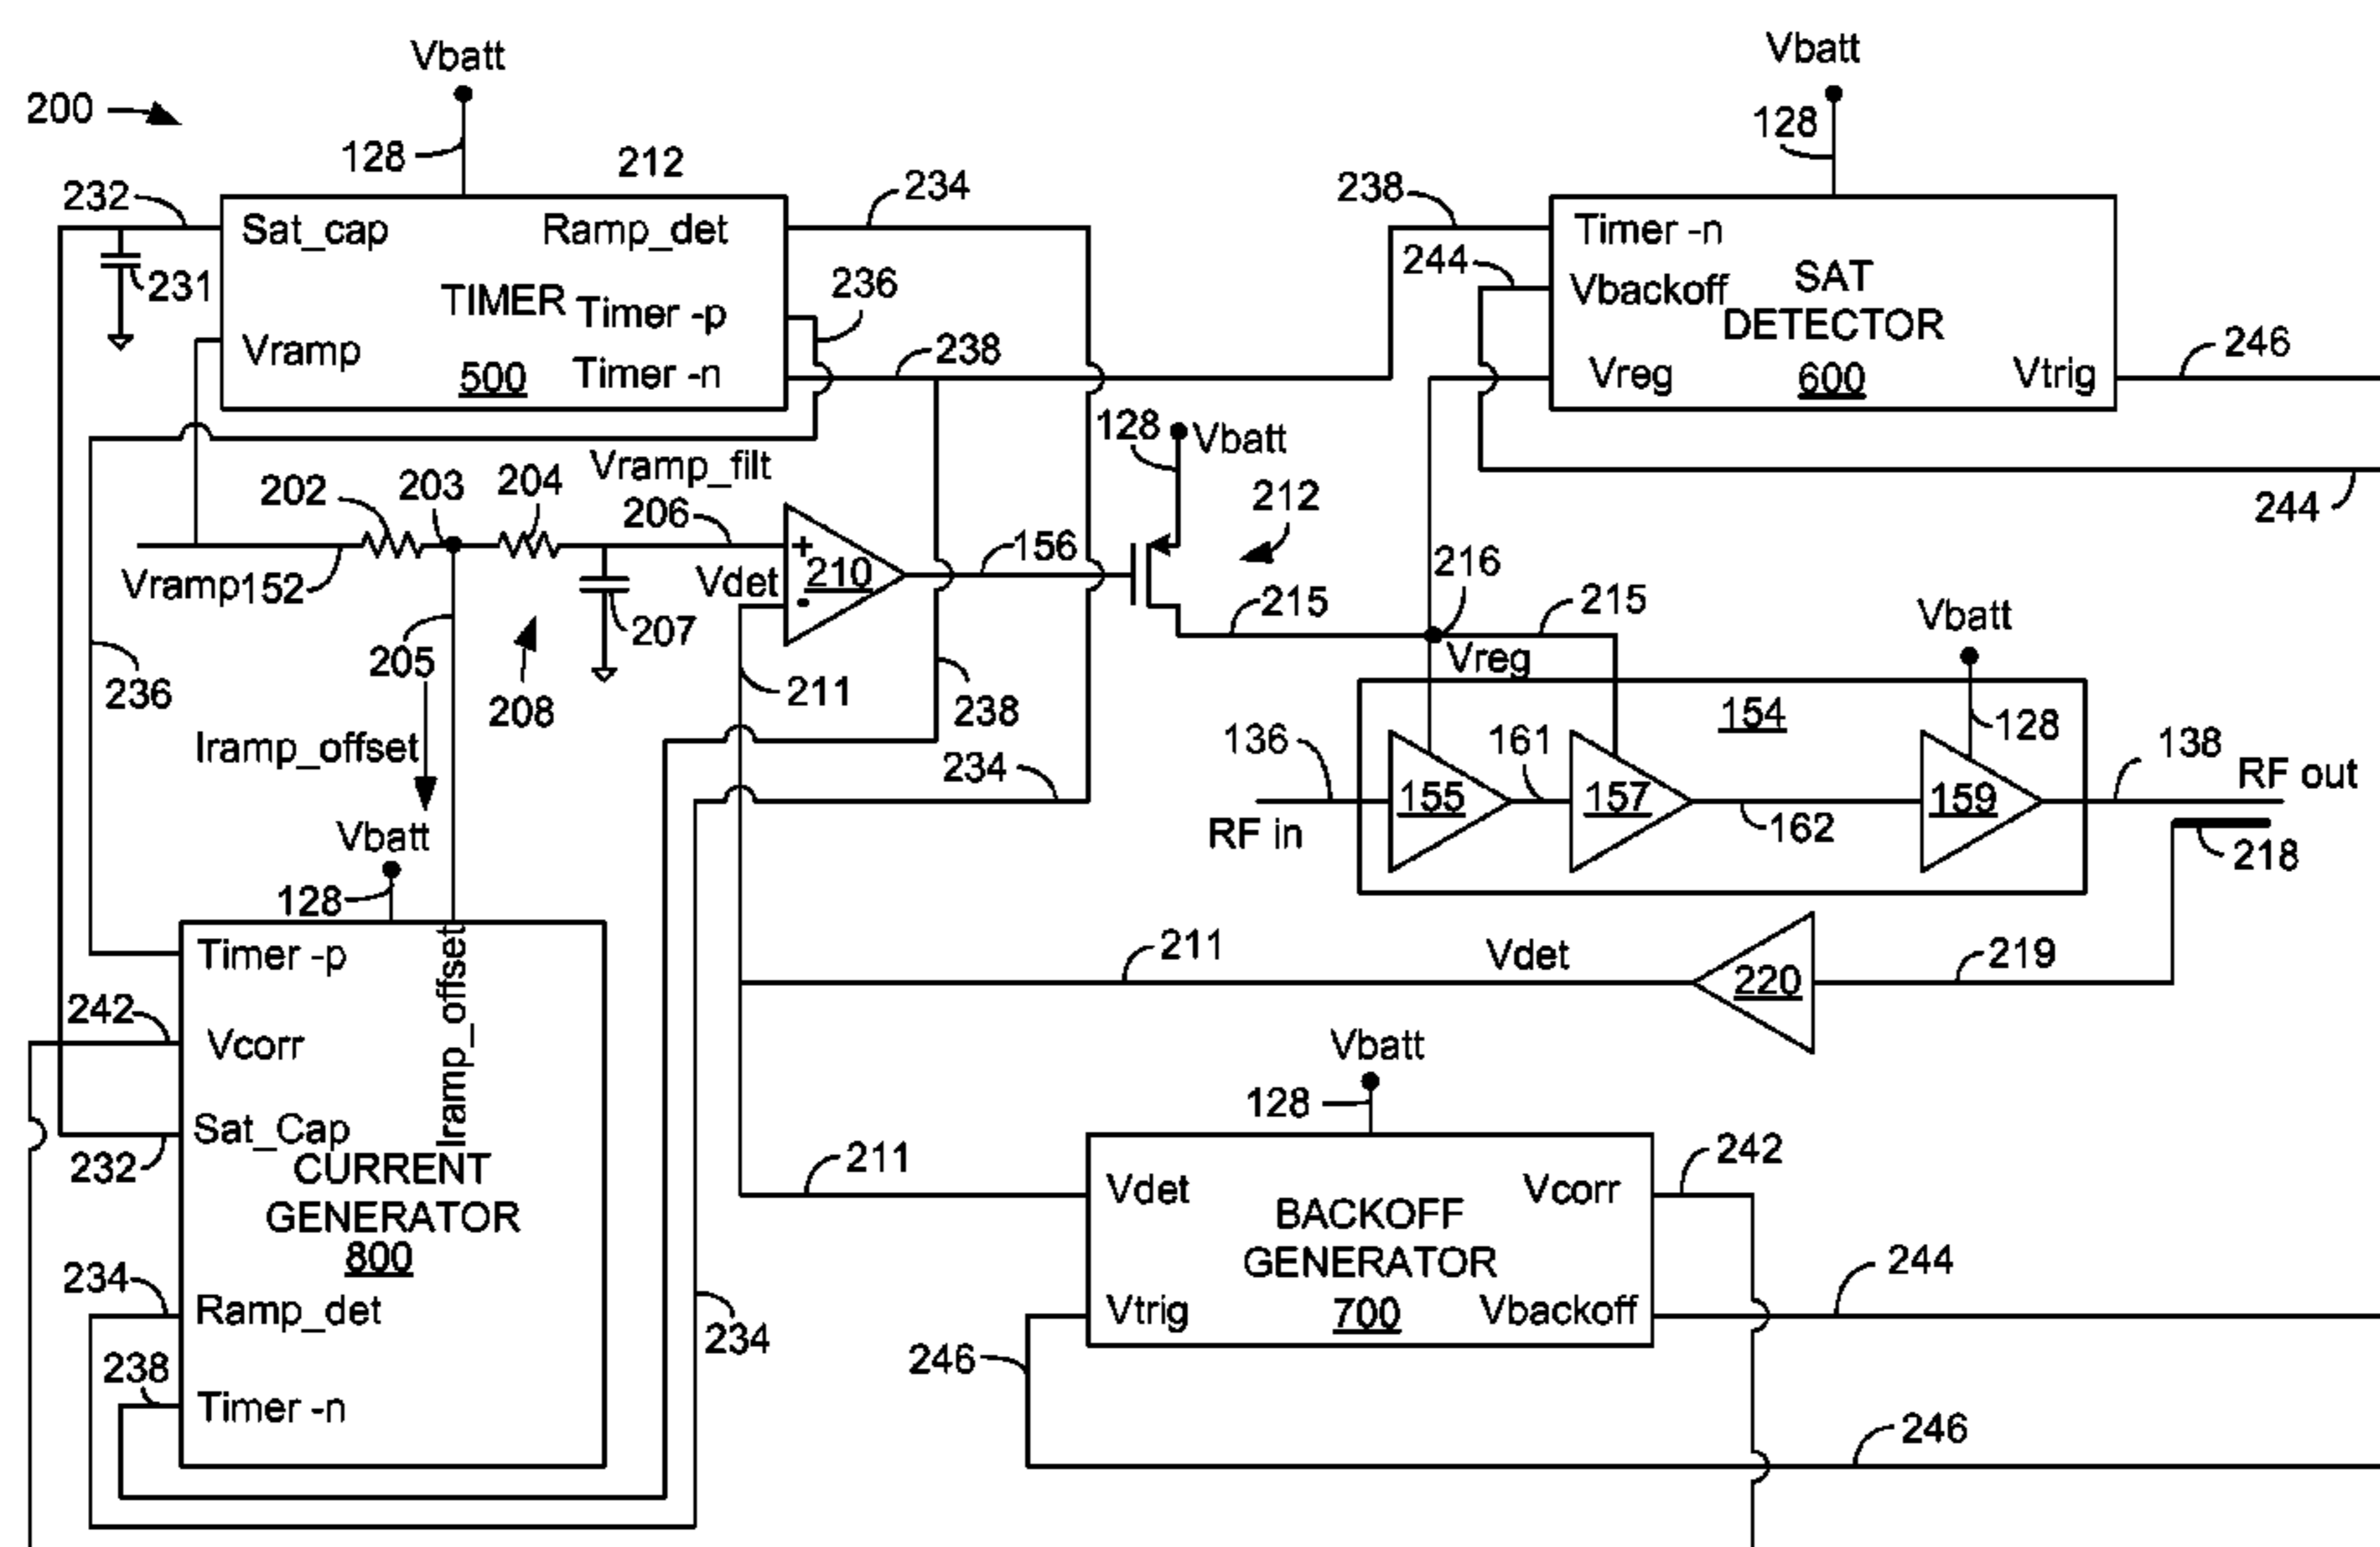 Vbatt
Vbatt
200
128
212
128
232
234
238
Sat_cap
Ramp_det
Timer -n
231
236
244
Vbackoff
SAT
DETECTOR
600
TIMER
Timer -p
Vramp
500
Timer -n
238
Vreg
Vtrig
246
128
Vbatt
244
202
203
204
Vramp_filt
206
212
Vramp152
Vdet
+
-
210
156
216
207
215
215
Vbatt
205
208
211
238
Vreg
236
154
128
Iramp_offset
234
136
161
138
RF out
155
157
159
RF in
162
218
Vbatt
128
Timer -p
Iramp_offset
211
Vdet
219
220
242
Vcorr
Vbatt
128
Sat_Cap
232
CURRENT
GENERATOR
800
211
Vdet
Vcorr
242
BACKOFF
GENERATOR
700
244
234
Ramp_det
Vtrig
Vbackoff
234
246
238
Timer -n
246